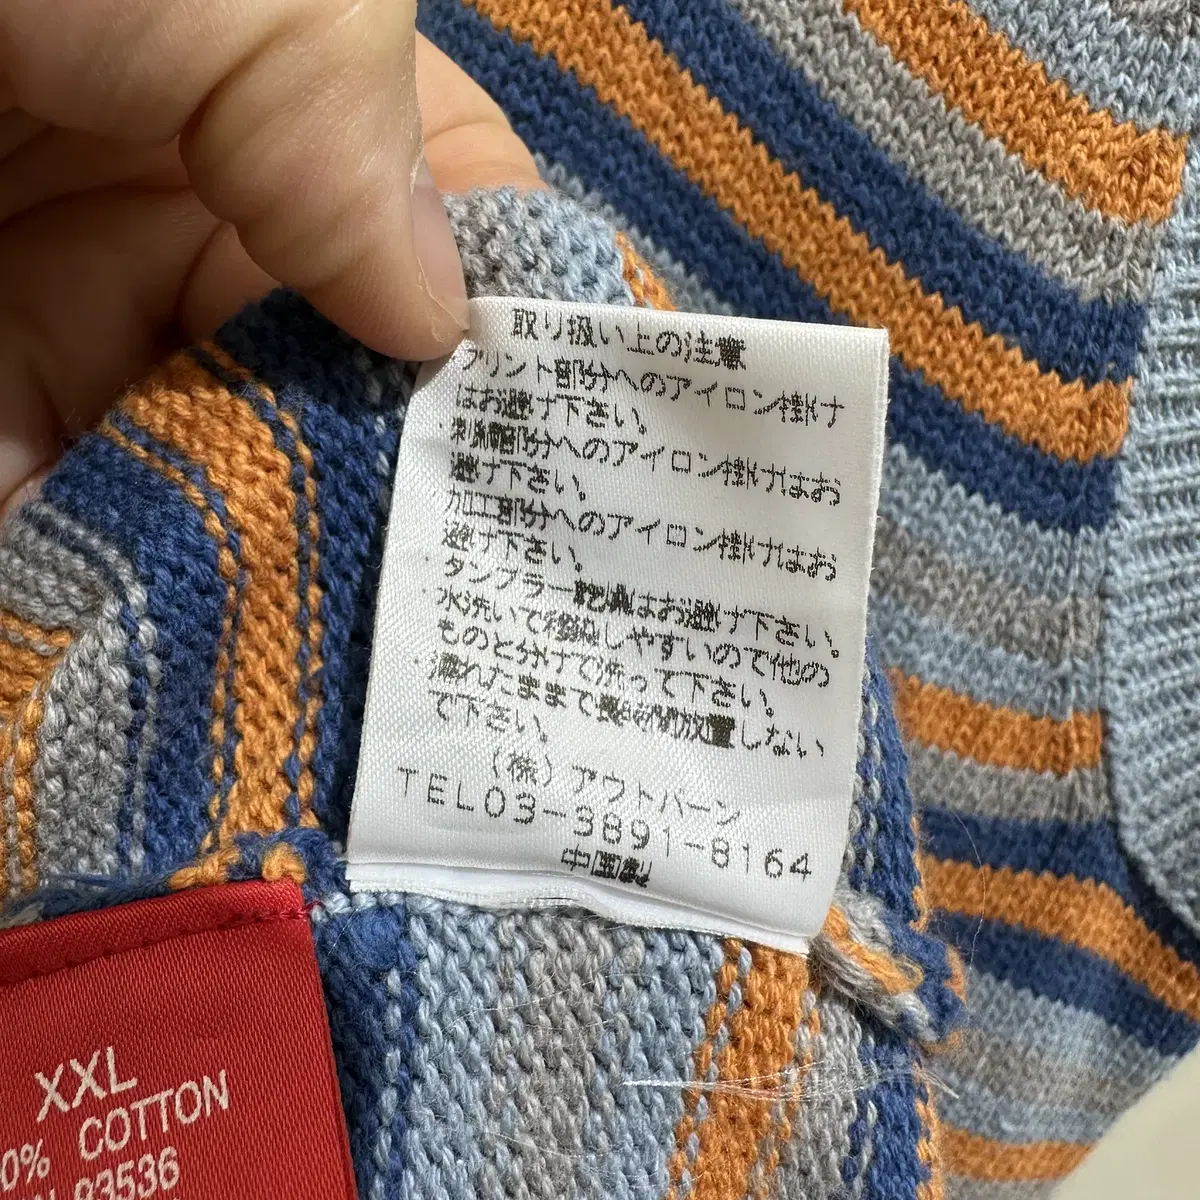 取り扱い上の注意
プリント部分へのアイロン掛け
はお避け下さい。
・刺繍部分へのアイロン掛けはお
避け下さい。
加工部分へのアイロン掛けはお
避け下さい。
・タンブラー乾燥はお避け下さい。
水洗いで移染しやすいので他の
ものと分けて洗って下さい。
・濡れたままで長時間放置しない
で下さい。
(株)アウトバーン
TEL03-3891-8164
中国製
XXL
0% COTTON
N 93536